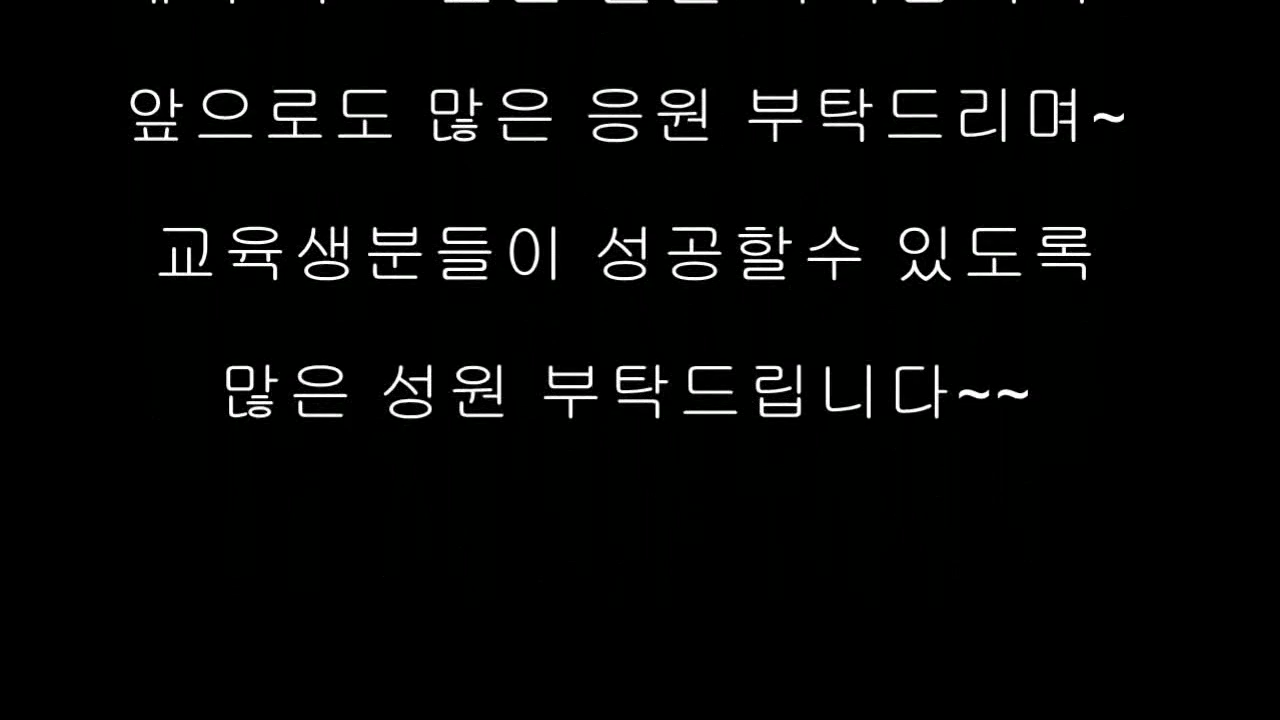 앞으로도 많은 응원 부탁드리며~
교육생분들이 성공할수 있도록
많은 성원 부탁드립니다~~